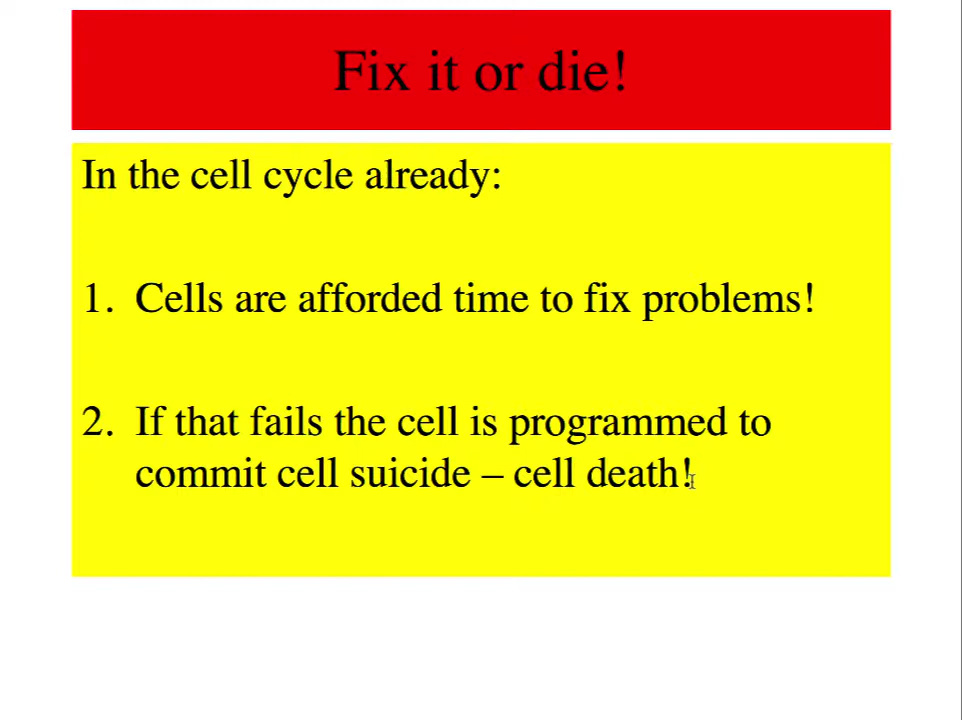 Fix it or die!
In the cell cycle already:
1. Cells are afforded time to fix problems!
2. If that fails the cell is programmed to
commit cell suicide – cell death!